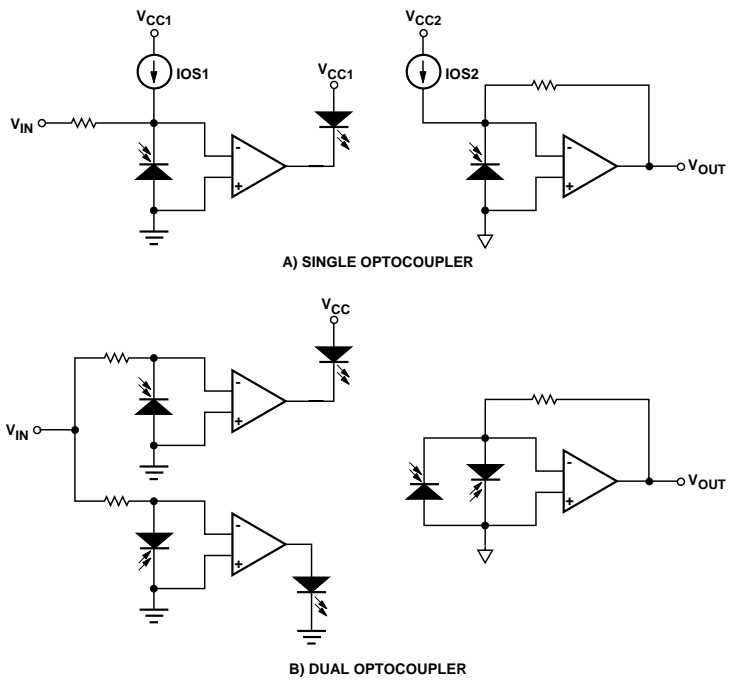 VCC1
IOS1
VCC1
VIN
-
+
VCC2
IOS2
-
+
VOUT
A) SINGLE OPTOCOUPLER
VCC
VIN
-
+
-
+
-
+
VOUT
B) DUAL OPTOCOUPLER